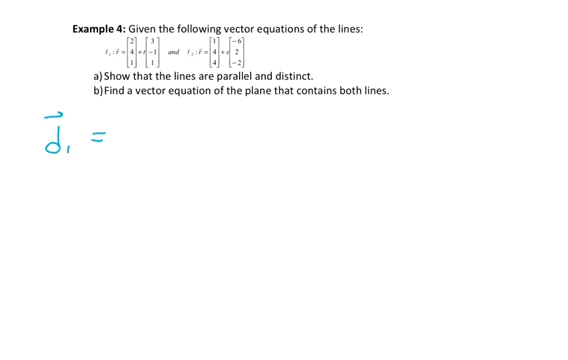 Example 4: Given the following vector equations of the lines:
ℓ₁ : r⃗ = [2 4 1] + t [3 −1 1] and ℓ₂ : r⃗ = [1 4 4] + s [−6 2 −2]
a) Show that the lines are parallel and distinct.
b) Find a vector equation of the plane that contains both lines.
d⃗₁ =